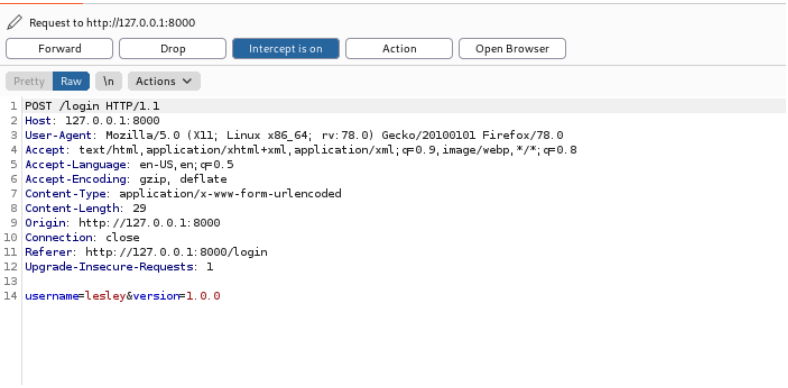 Request to http://127.0.0.1:8000
Forward Drop Intercept is on Action Open Browser
Pretty Raw \n Actions
1 POST /login HTTP/1.1
2 Host: 127.0.0.1:8000
3 User-Agent: Mozilla/5.0 (X11; Linux x86_64; rv:78.0) Gecko/20100101 Firefox/78.0
4 Accept: text/html,application/xhtml+xml,application/xml;q=0.9,image/webp,*/*;q=0.8
5 Accept-Language: en-US,en;q=0.5
6 Accept-Encoding: gzip, deflate
7 Content-Type: application/x-www-form-urlencoded
8 Content-Length: 29
9 Origin: http://127.0.0.1:8000
10 Connection: close
11 Referer: http://127.0.0.1:8000/login
12 Upgrade-Insecure-Requests: 1
13
14 username=lesley&version=1.0.0